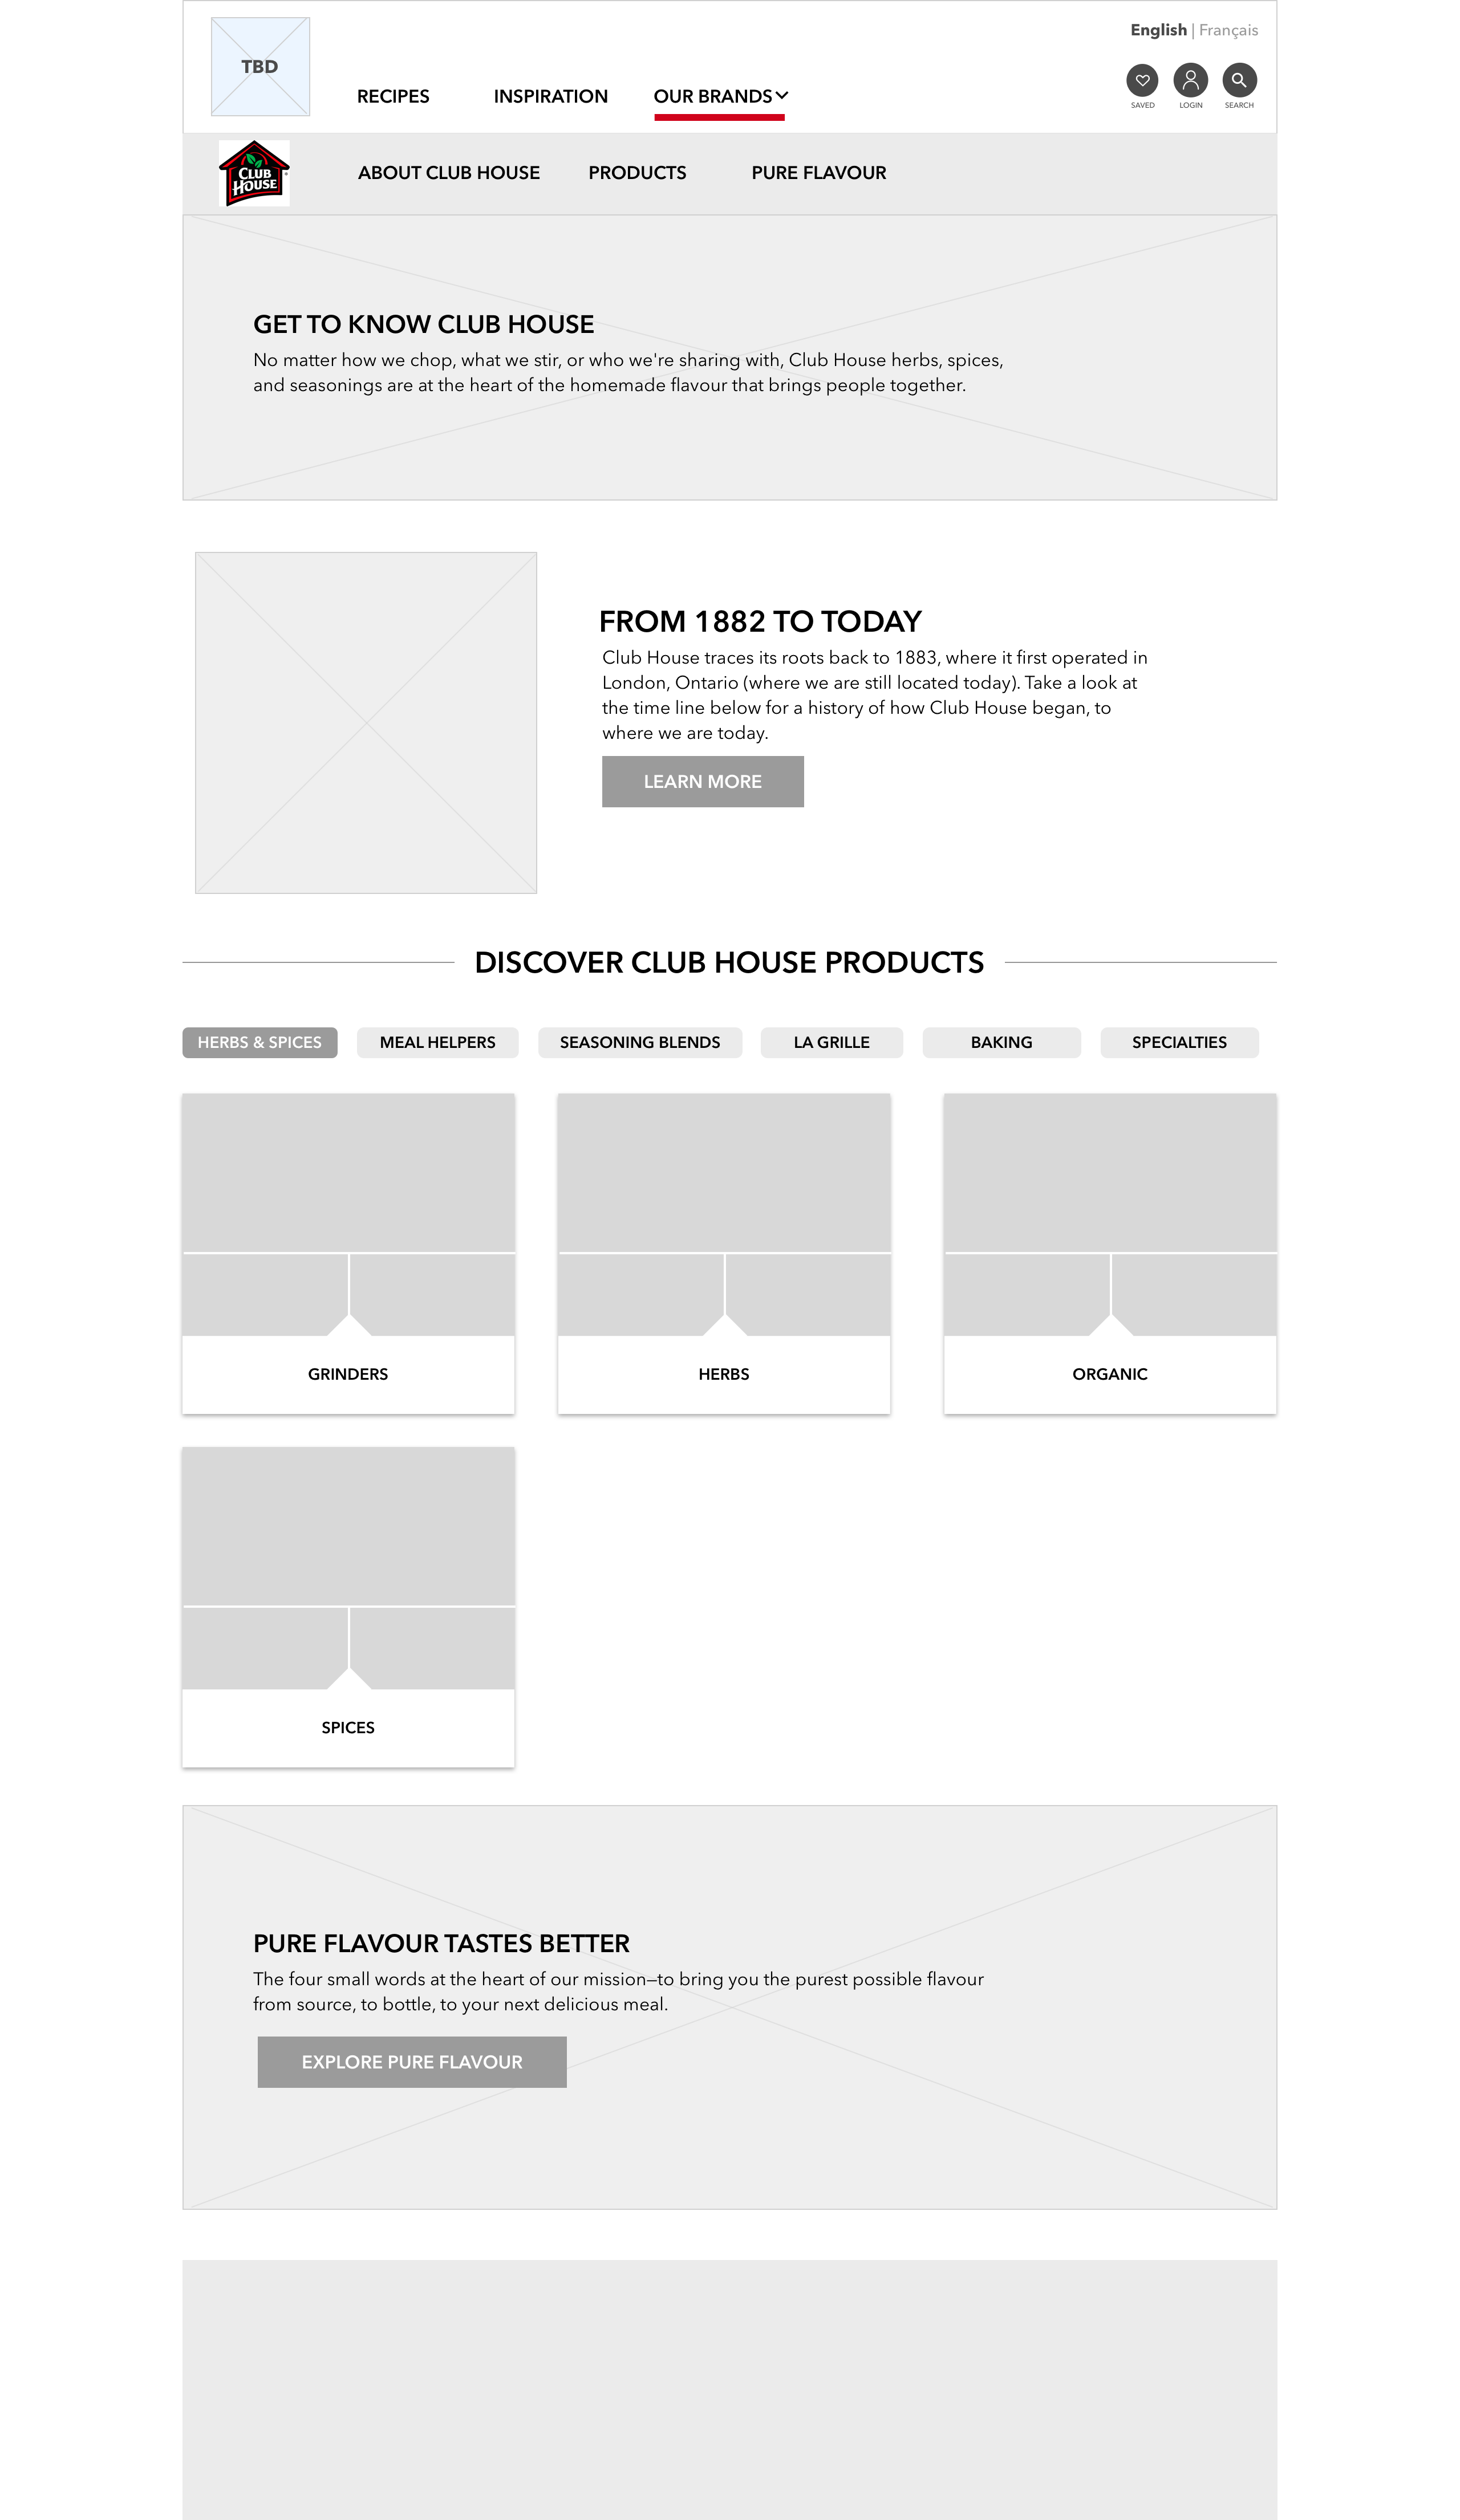 English | Français
TBD
RECIPES
INSPIRATION
OUR BRANDS
SAVED
LOGIN
SEARCH
CLUB
HOUSE
ABOUT CLUB HOUSE
PRODUCTS
PURE FLAVOUR
GET TO KNOW CLUB HOUSE
No matter how we chop, what we stir, or who we're sharing with, Club House herbs, spices,
and seasonings are at the heart of the homemade flavour that brings people together.
FROM 1882 TO TODAY
Club House traces its roots back to 1883, where it first operated in
London, Ontario (where we are still located today). Take a look at
the time line below for a history of how Club House began, to
where we are today.
LEARN MORE
DISCOVER CLUB HOUSE PRODUCTS
HERBS & SPICES
MEAL HELPERS
SEASONING BLENDS
LA GRILLE
BAKING
SPECIALTIES
GRINDERS
HERBS
ORGANIC
SPICES
PURE FLAVOUR TASTES BETTER
The four small words at the heart of our mission—to bring you the purest possible flavour
from source, to bottle, to your next delicious meal.
EXPLORE PURE FLAVOUR